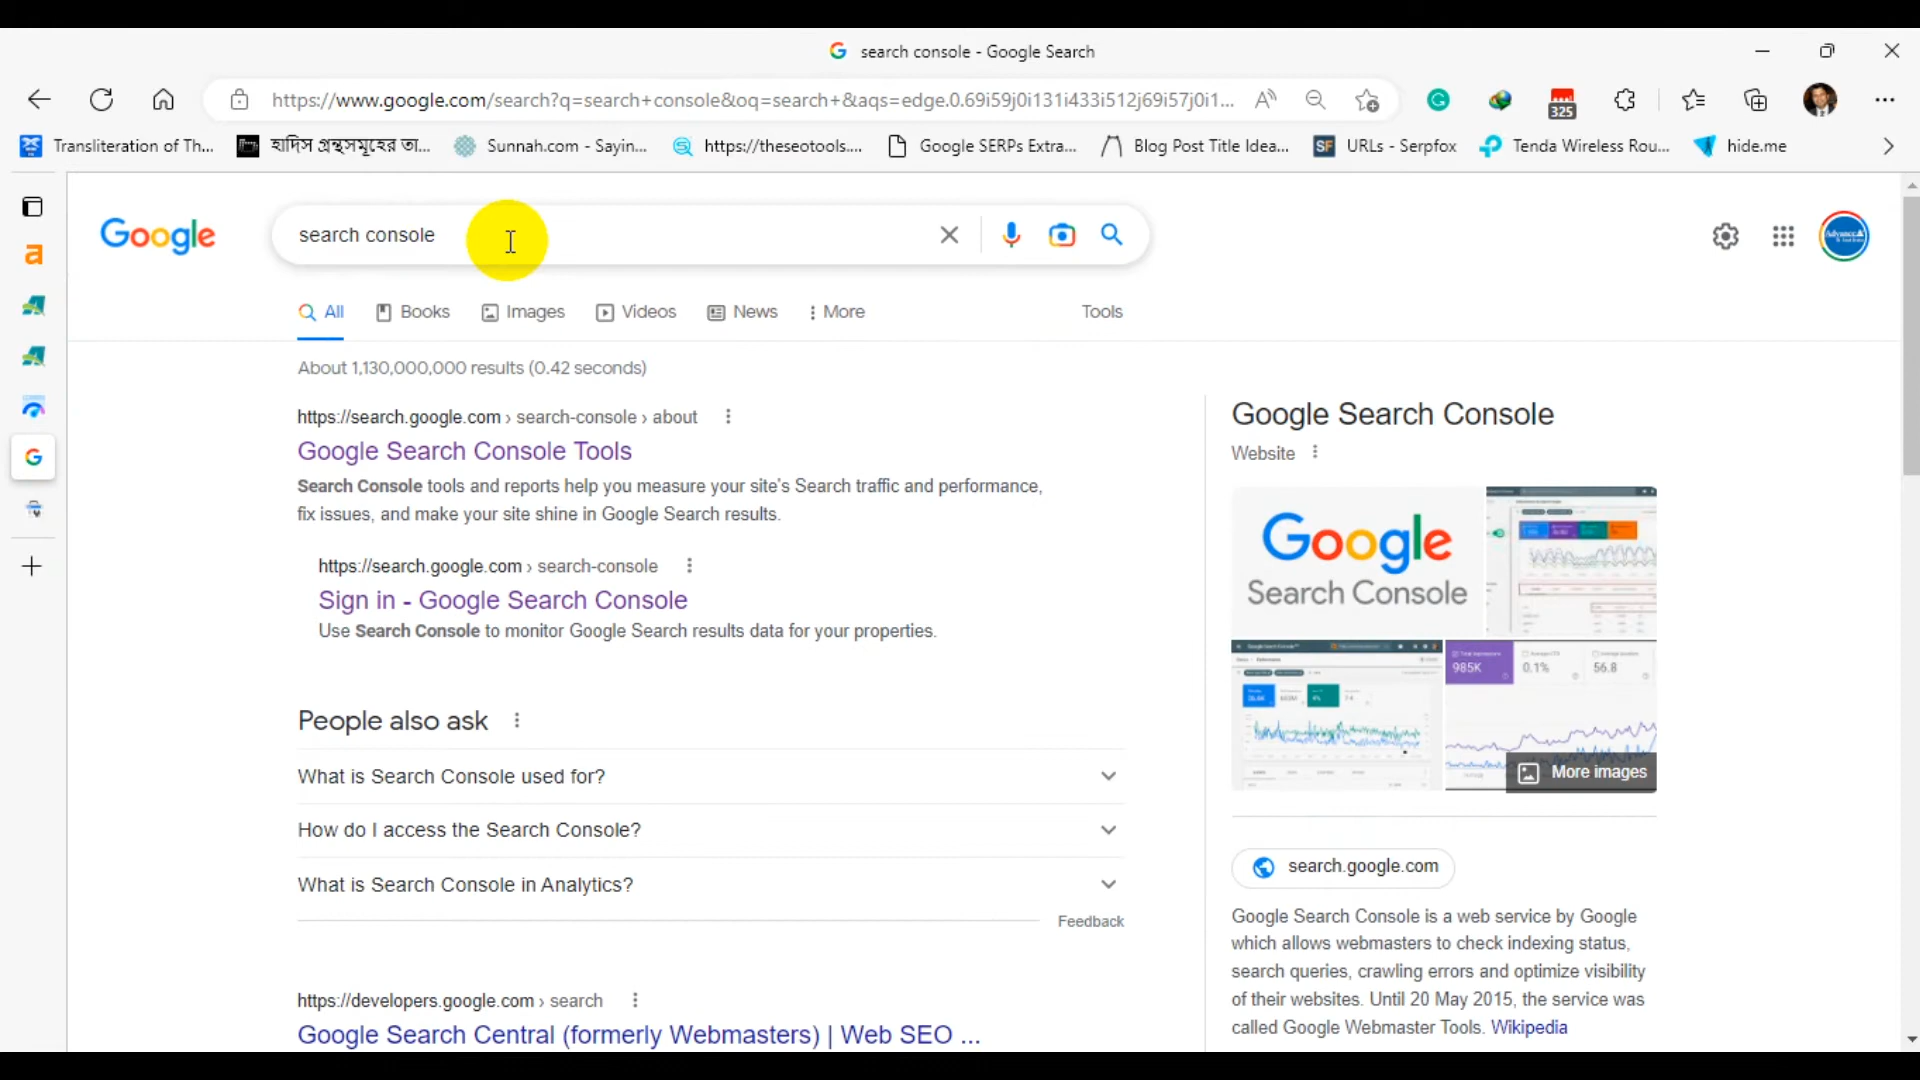 search console - Google Search
https://www.google.com/search?q=search+console&oq=search+&aqs=edge.0.69i59j0i131i433i512j69i57j0i1...
325
Transliteration of Th...
হাদিস গ্রন্থসমূহের তা...
Sunnah.com - Sayin...
https://theseotools....
Google SERPs Extra...
Blog Post Title Idea...
SF URLs - Serpfox
Tenda Wireless Rou...
hide.me
Google
search console
Advance
All
Books
Images
Videos
News
More
Tools
About 1,130,000,000 results (0.42 seconds)
https://search.google.com › search-console › about
Google Search Console Tools
Search Console tools and reports help you measure your site's Search traffic and performance,
fix issues, and make your site shine in Google Search results.
https://search.google.com › search-console
Sign in - Google Search Console
Use Search Console to monitor Google Search results data for your properties.
People also ask
What is Search Console used for?
How do I access the Search Console?
What is Search Console in Analytics?
Feedback
https://developers.google.com › search
Google Search Central (formerly Webmasters) | Web SEO ...
Google Search Console
Website
Google
Search Console
985K
0.1%
56.8
More images
search.google.com
Google Search Console is a web service by Google
which allows webmasters to check indexing status,
search queries, crawling errors and optimize visibility
of their websites. Until 20 May 2015, the service was
called Google Webmaster Tools. Wikipedia